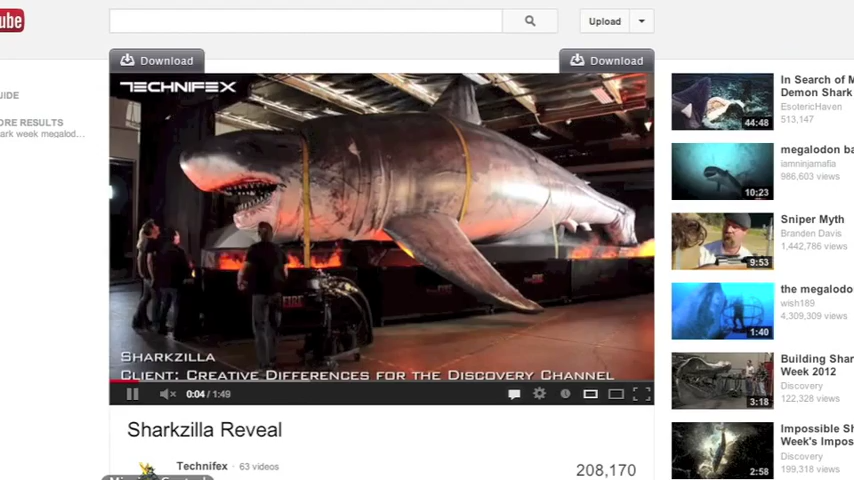 ube
Upload
Download
Download
TECHNIFEX
SHARKZILLA
CLIENT: CREATIVE DIFFERENCES FOR THE DISCOVERY CHANNEL
0:04 / 1:49
UIDE
ORE RESULTS
ark week megalod...
Sharkzilla Reveal
Technifex · 63 videos
208,170
In Search of M
Demon Shark
EsotericHaven
513,147
44:48
megalodon ba
iamninjamafia
986,603 views
10:23
Sniper Myth
Branden Davis
1,442,786 views
9:53
the megalodo
wish189
4,309,309 views
1:40
Building Shar
Week 2012
Discovery
122,328 views
3:18
Impossible Sh
Week's Impos
Discovery
199,318 views
2:58